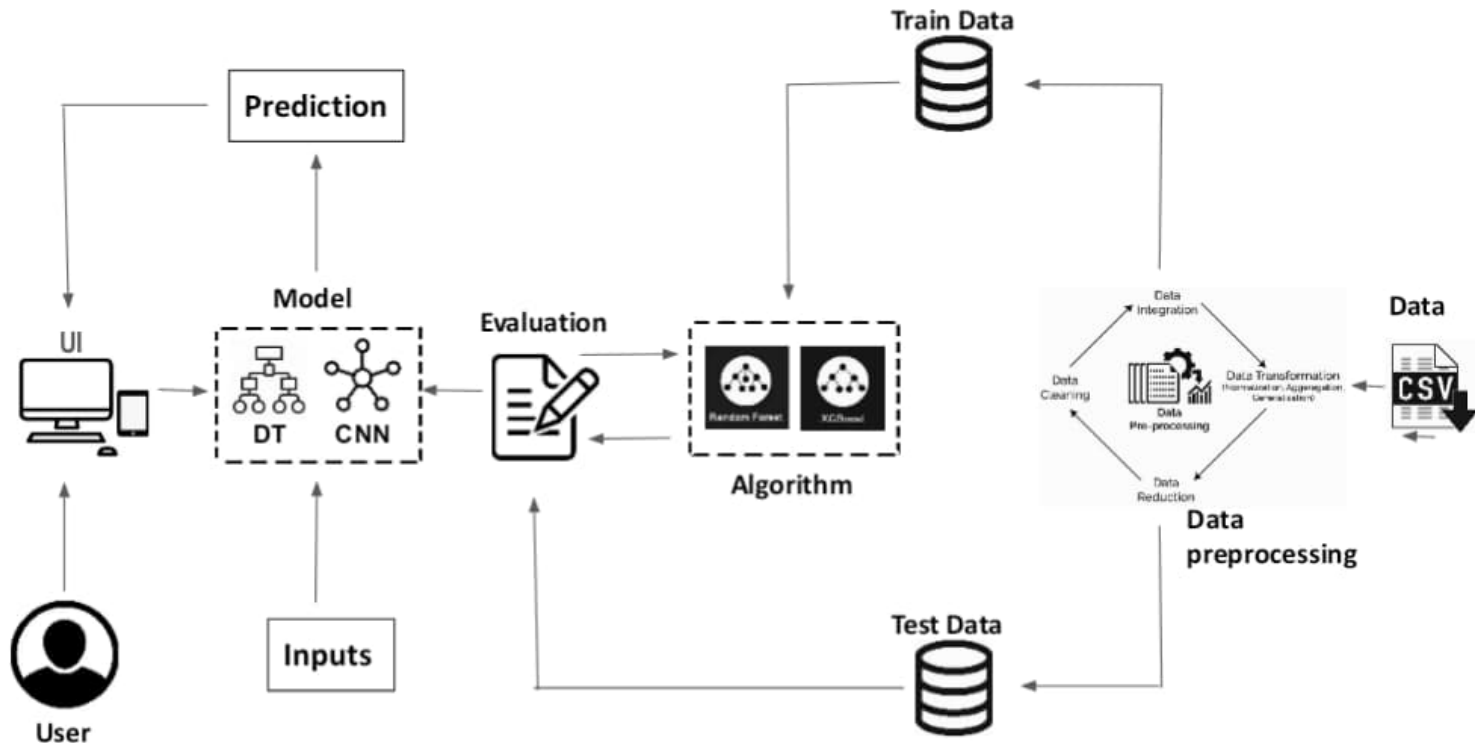 Train Data
Prediction
Model
UI
DT
CNN
Evaluation
Random Forest
XGBoost
Algorithm
Data
Integration
Data
Cleaning
Data
Pre-processing
Data Transformation
Data
Reduction
Data
CSV
Data
preprocessing
Inputs
Test Data
User